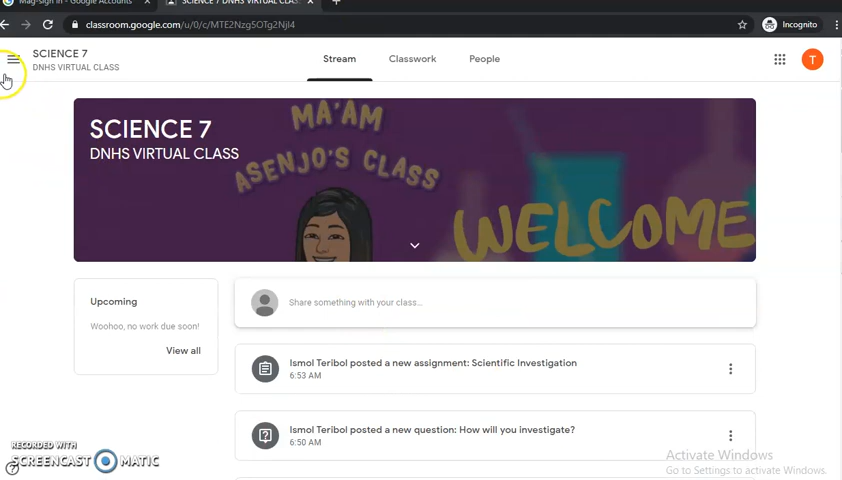 Mag-sign in - Google Accounts
SCIENCE 7 DNHS VIRTUAL CLAS
classroom.google.com/u/0/c/MTE2Nzg5OTg2NjI4
Incognito
SCIENCE 7
DNHS VIRTUAL CLASS
Stream
Classwork
People
T
SCIENCE 7
DNHS VIRTUAL CLASS
MA'AM
ASENJO'S CLASS
WELCOME
Upcoming
Woohoo, no work due soon!
View all
Share something with your class...
Ismol Teribol posted a new assignment: Scientific Investigation
6:53 AM
Ismol Teribol posted a new question: How will you investigate?
6:50 AM
RECORDED WITH
SCREENCAST MATIC
Activate Windows
Go to Settings to activate Windows.